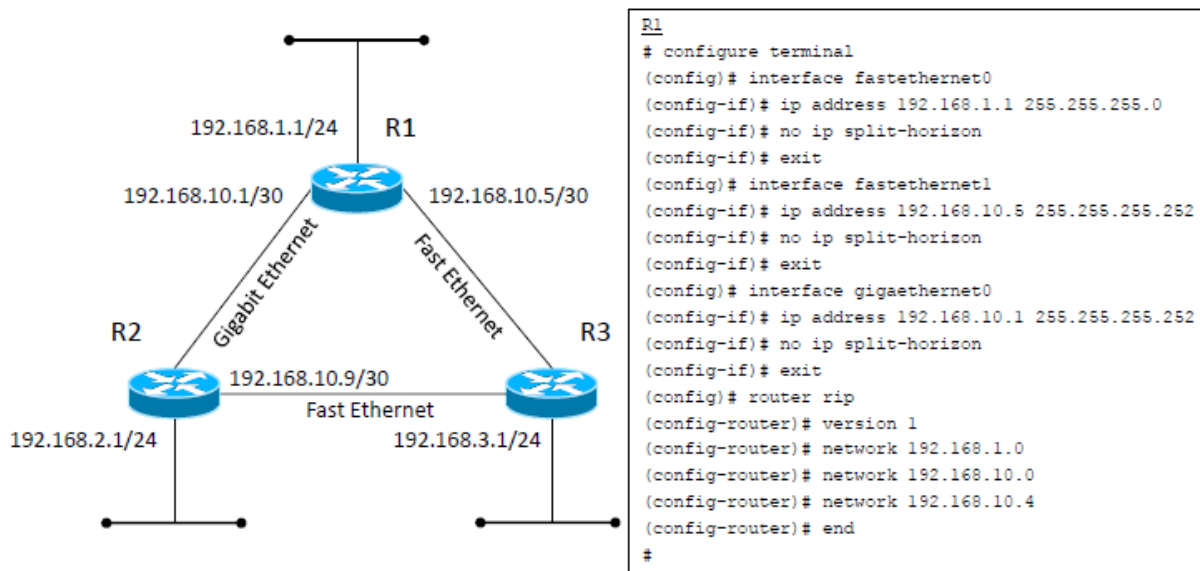 192.168.1.1/24
R1
192.168.10.1/30
192.168.10.5/30
Gigabit Ethernet
Fast Ethernet
R2
R3
192.168.10.9/30
Fast Ethernet
192.168.2.1/24
192.168.3.1/24
R1
# configure terminal
(config)# interface fastethernet0
(config-if)# ip address 192.168.1.1 255.255.255.0
(config-if)# no ip split-horizon
(config-if)# exit
(config)# interface fastethernet1
(config-if)# ip address 192.168.10.5 255.255.255.252
(config-if)# no ip split-horizon
(config-if)# exit
(config)# interface gigaethernet0
(config-if)# ip address 192.168.10.1 255.255.255.252
(config-if)# no ip split-horizon
(config-if)# exit
(config)# router rip
(config-router)# version 1
(config-router)# network 192.168.1.0
(config-router)# network 192.168.10.0
(config-router)# network 192.168.10.4
(config-router)# end
#